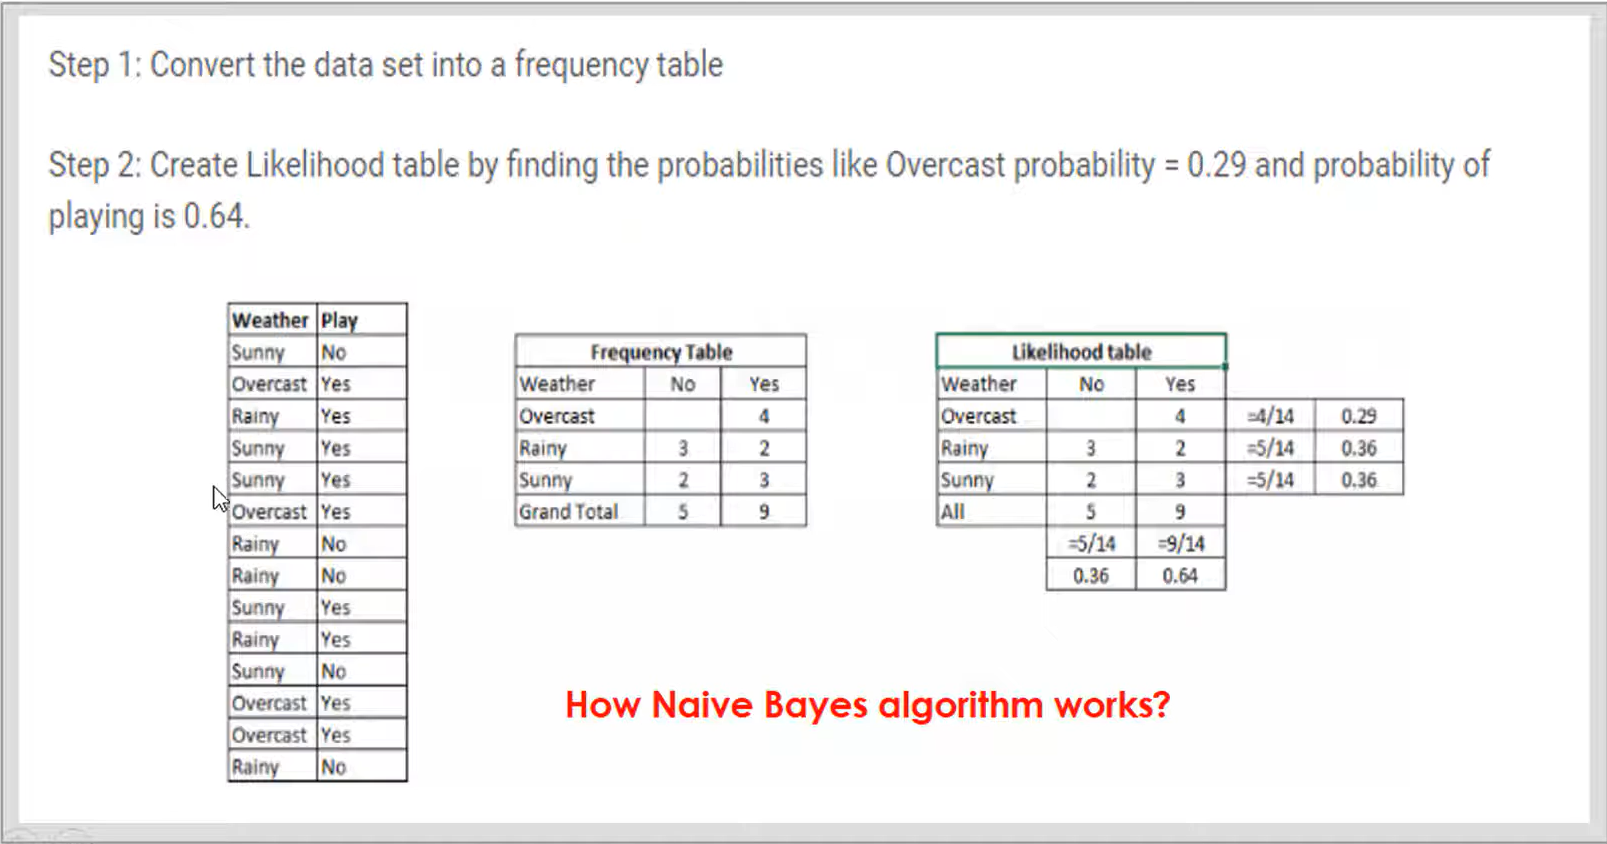 Step 1: Convert the data set into a frequency table
Step 2: Create Likelihood table by finding the probabilities like Overcast probability = 0.29 and probability of
playing is 0.64.
Weather Play
Sunny No
Overcast Yes
Rainy Yes
Sunny Yes
Sunny Yes
Overcast Yes
Rainy No
Rainy No
Sunny Yes
Rainy Yes
Sunny No
Overcast Yes
Overcast Yes
Rainy No
Frequency Table
Weather No Yes
Overcast 4
Rainy 3 2
Sunny 2 3
Grand Total 5 9
Likelihood table
Weather No Yes
Overcast 4 =4/14 0.29
Rainy 3 2 =5/14 0.36
Sunny 2 3 =5/14 0.36
All 5 9
=5/14 =9/14
0.36 0.64
How Naive Bayes algorithm works?